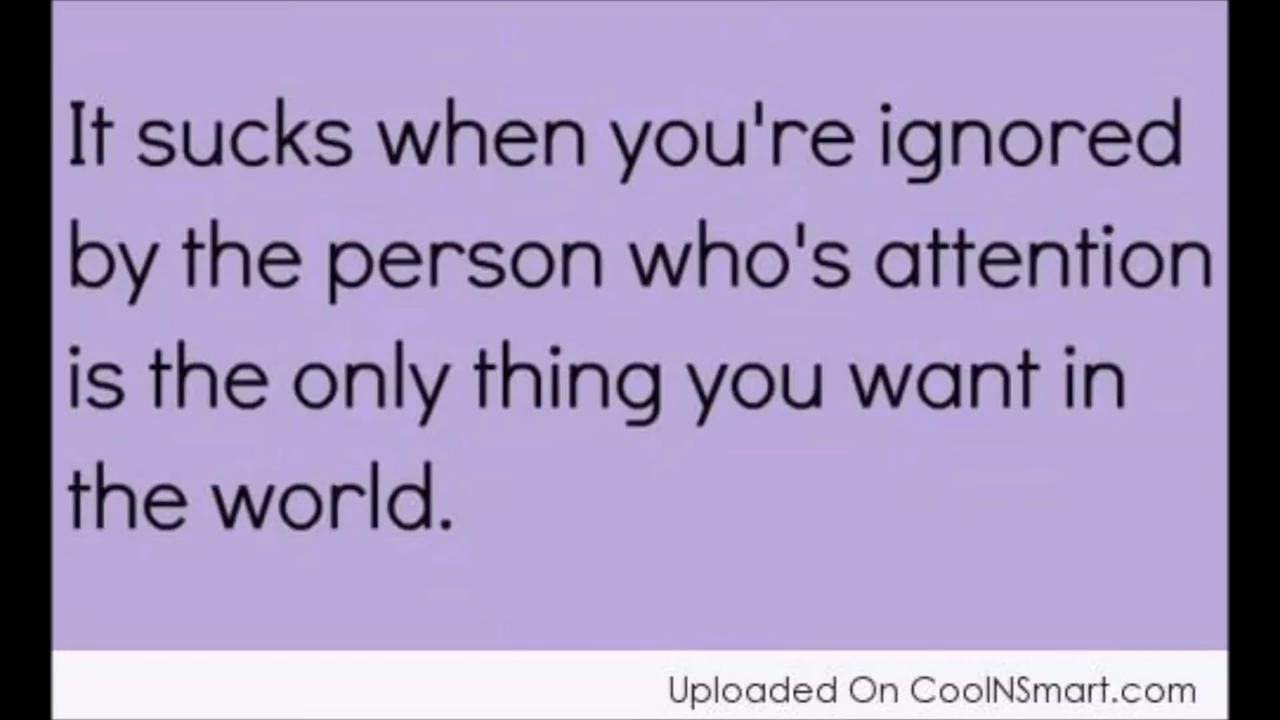 It sucks when you're ignored
by the person who's attention
is the only thing you want in
the world.
Uploaded On CoolNSmart.com